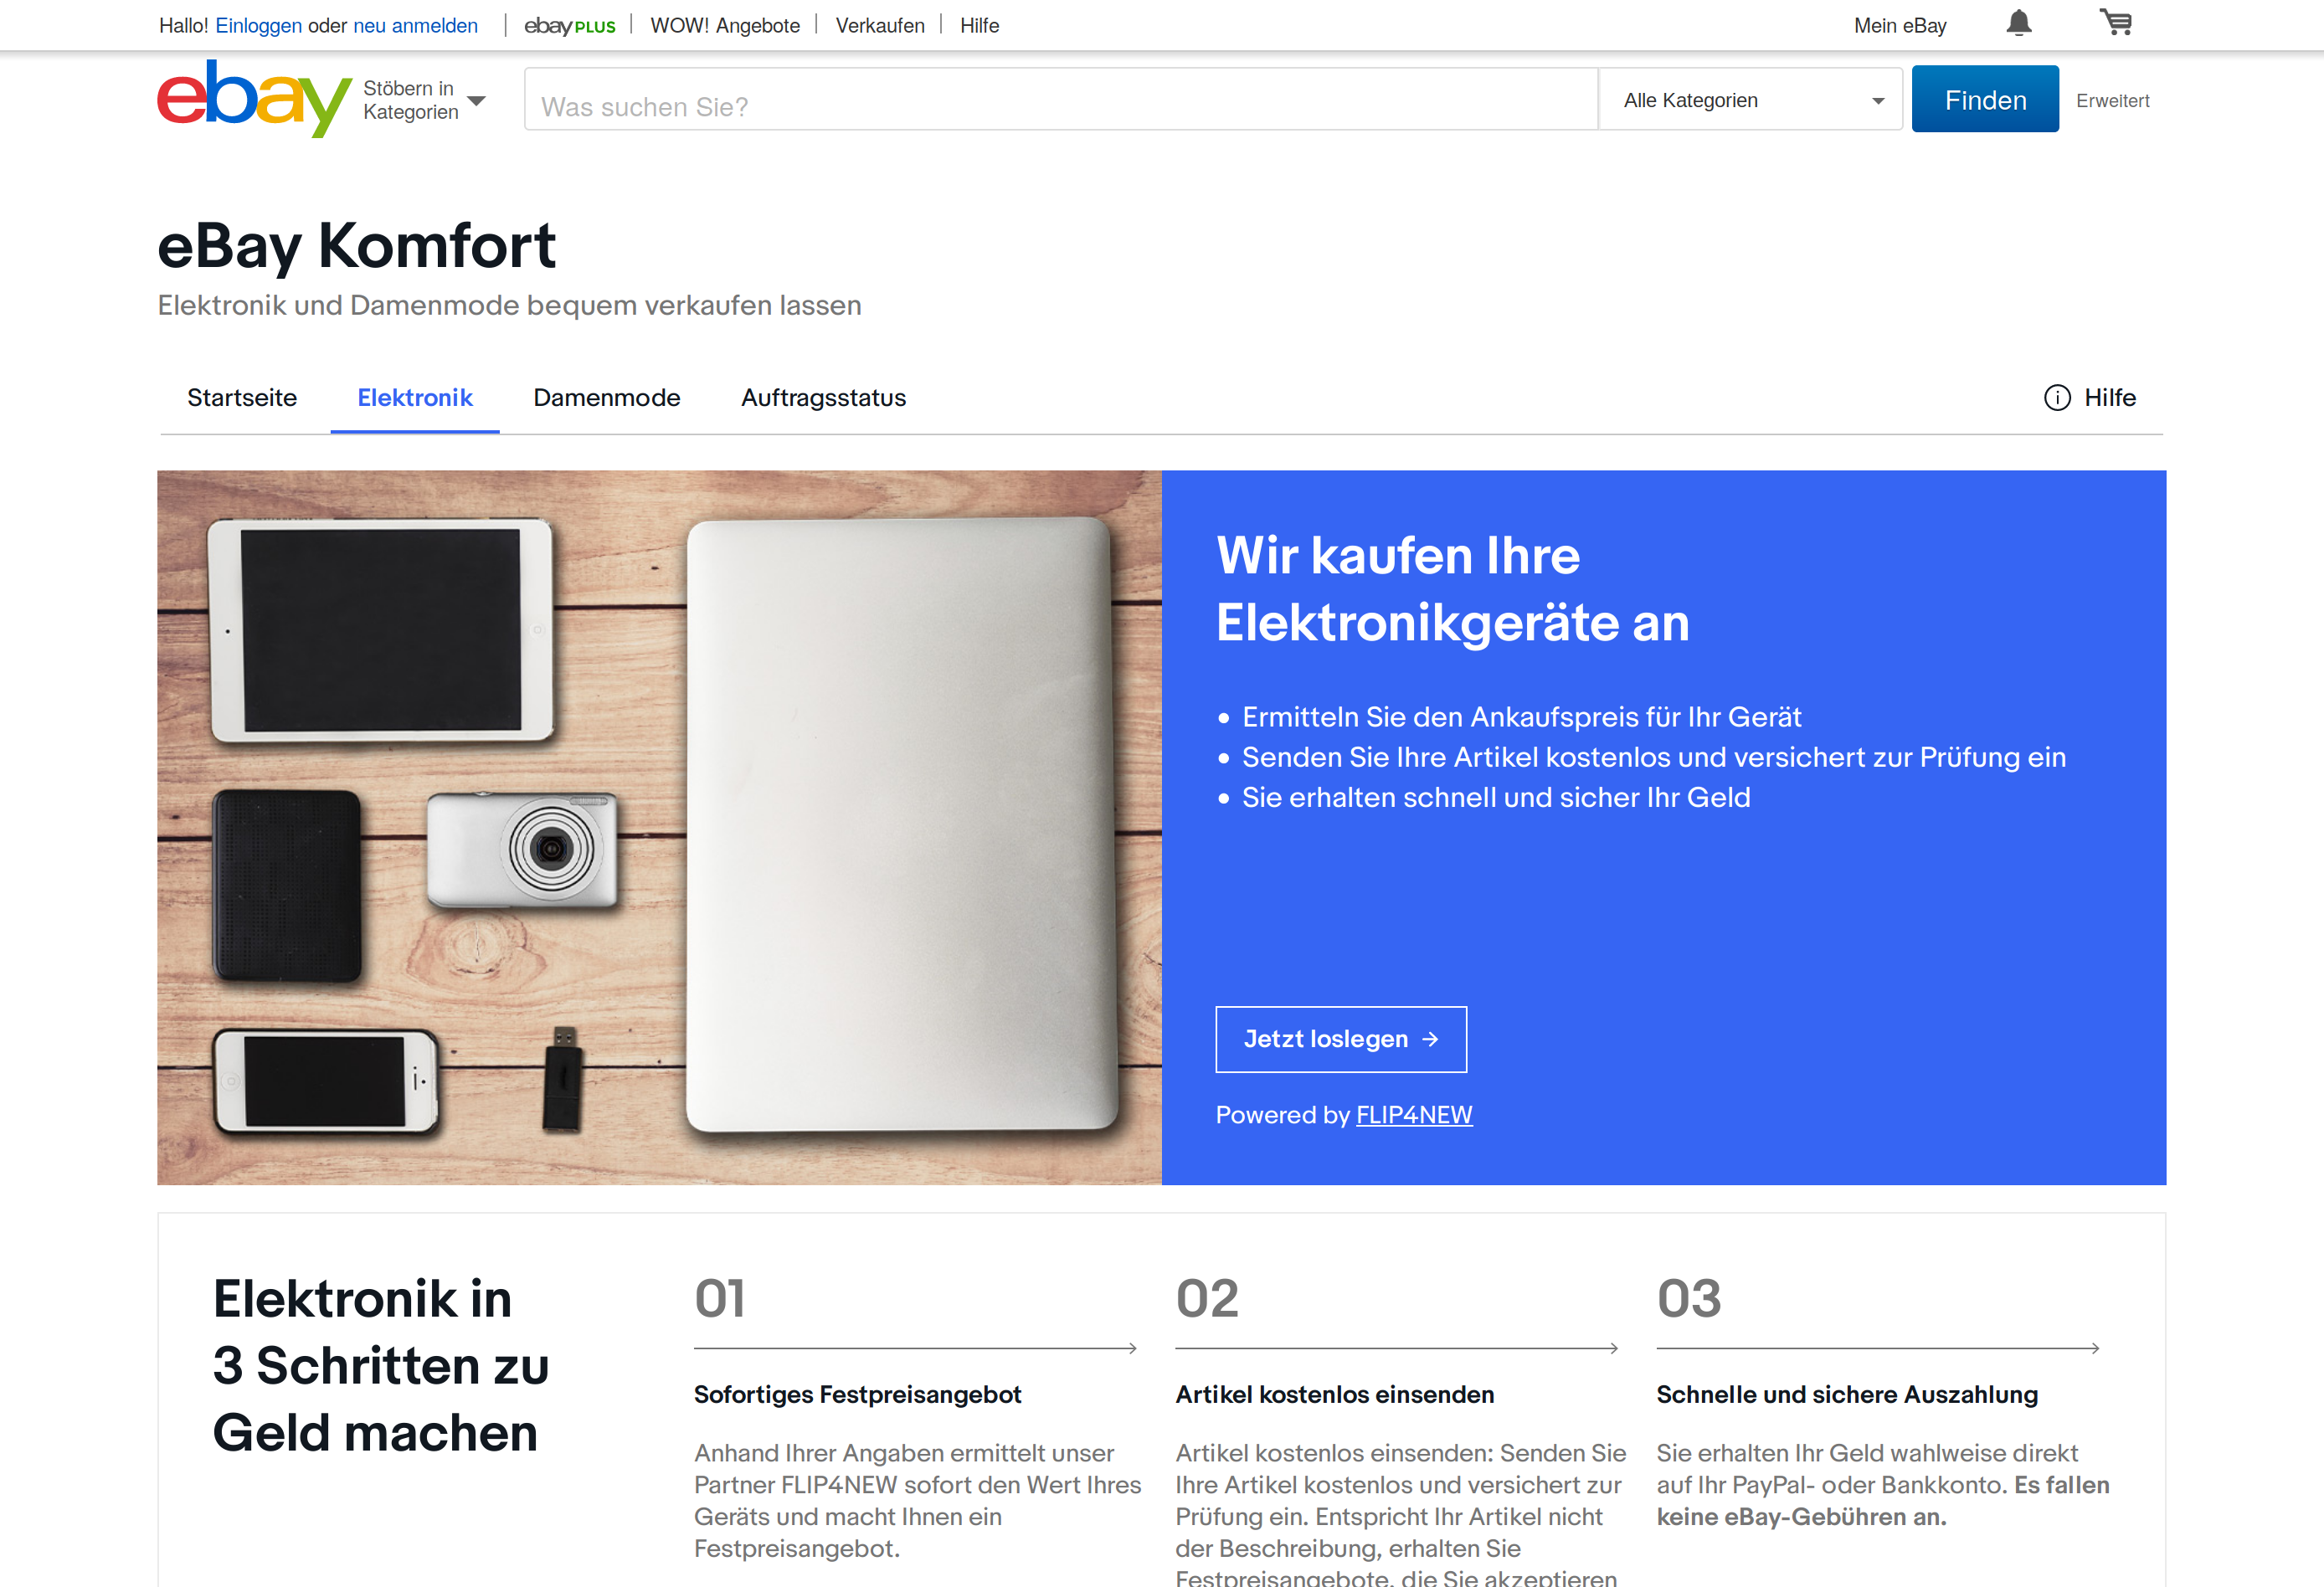 Hallo! Einloggen oder neu anmelden
ebay PLUS
WOW! Angebote
Verkaufen
Hilfe
Mein eBay
ebay
Stöbern in
Kategorien
Was suchen Sie?
Alle Kategorien
Finden
Erweitert
eBay Komfort
Elektronik und Damenmode bequem verkaufen lassen
Startseite
Elektronik
Damenmode
Auftragsstatus
Hilfe
Wir kaufen Ihre
Elektronikgeräte an
• Ermitteln Sie den Ankaufspreis für Ihr Gerät
• Senden Sie Ihre Artikel kostenlos und versichert zur Prüfung ein
• Sie erhalten schnell und sicher Ihr Geld
Jetzt loslegen →
Powered by FLIP4NEW
Elektronik in
3 Schritten zu
Geld machen
01
Sofortiges Festpreisangebot
Anhand Ihrer Angaben ermittelt unser
Partner FLIP4NEW sofort den Wert Ihres
Geräts und macht Ihnen ein
Festpreisangebot.
02
Artikel kostenlos einsenden
Artikel kostenlos einsenden: Senden Sie
Ihre Artikel kostenlos und versichert zur
Prüfung ein. Entspricht Ihr Artikel nicht
der Beschreibung, erhalten Sie
Festpreisangebote, die Sie akzeptieren
03
Schnelle und sichere Auszahlung
Sie erhalten Ihr Geld wahlweise direkt
auf Ihr PayPal- oder Bankkonto. Es fallen
keine eBay-Gebühren an.